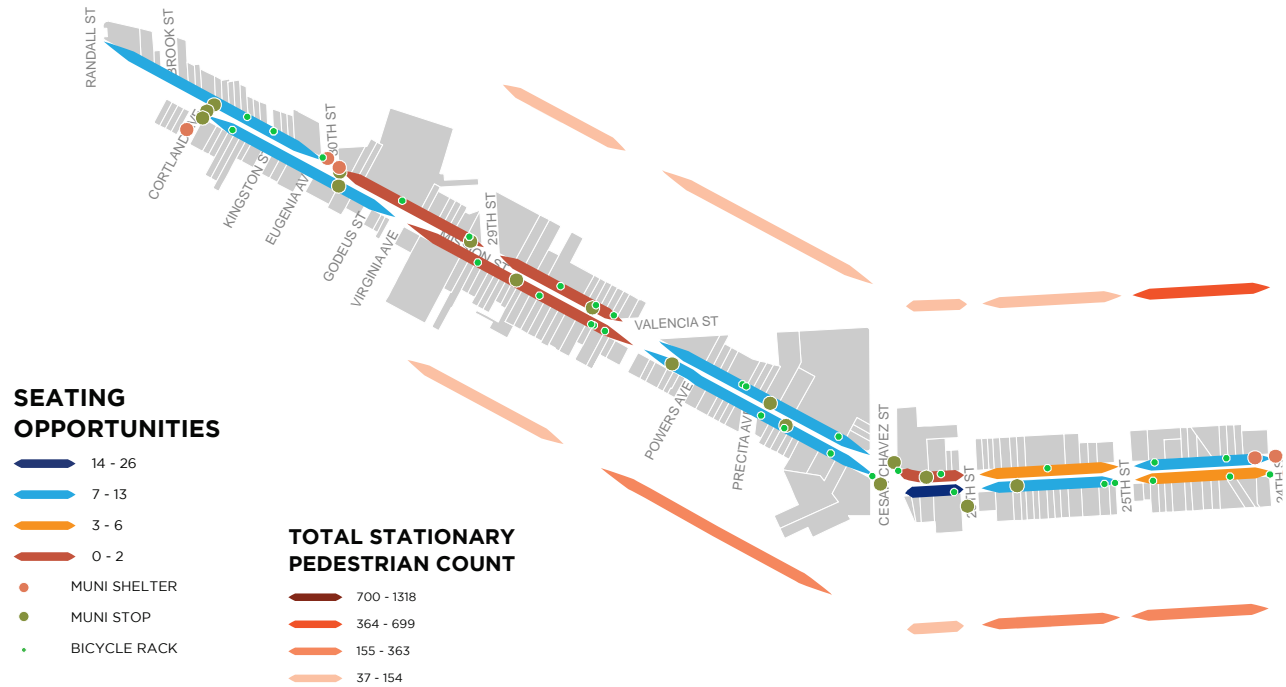 RANDALL ST
BROOK ST
CORTLAND AVE
30TH ST
KINGSTON ST
EUGENIA AVE
GODEUS ST
VIRGINIA AVE
29TH ST
MISSION ST
VALENCIA ST
POWERS AVE
PRECITA AVE
CESAR CHAVEZ ST
25TH ST
24TH ST
SEATING
OPPORTUNITIES
14 - 26
7 - 13
3 - 6
0 - 2
MUNI SHELTER
MUNI STOP
BICYCLE RACK
TOTAL STATIONARY
PEDESTRIAN COUNT
700 - 1318
364 - 699
155 - 363
37 - 154